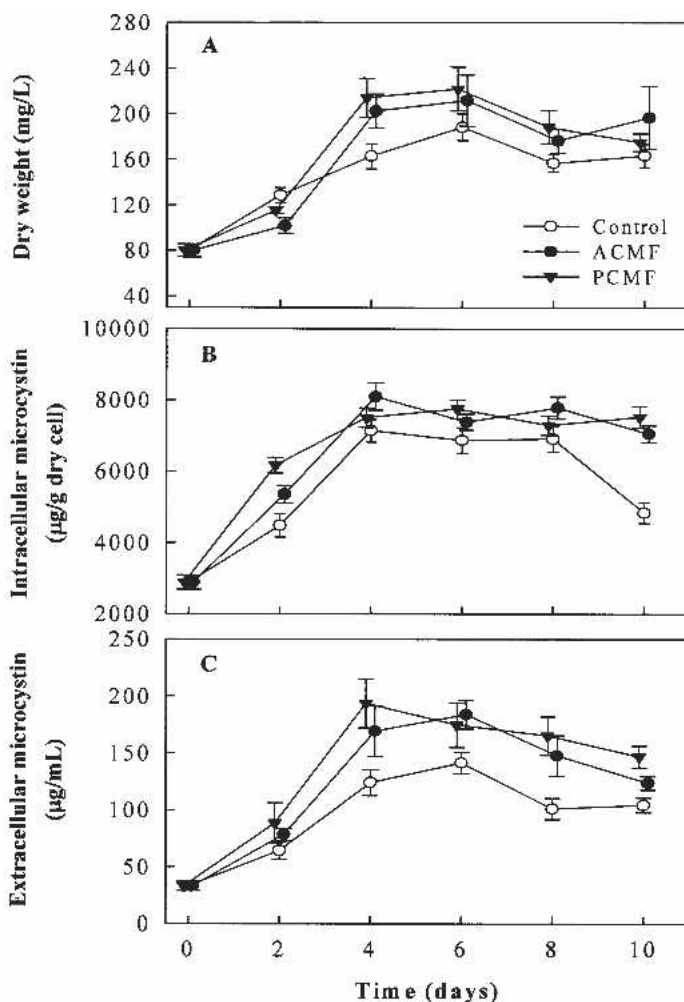 A
Dry weight (mg/L)
280
240
200
160
120
80
40
Control
ACMF
PCMF
B
Intracellular microcystin
(µg/g dry cell)
10000
8000
6000
4000
2000
C
Extracellular microcystin
(µg/mL)
250
200
150
100
50
0
0 2 4 6 8 10
Time (days)